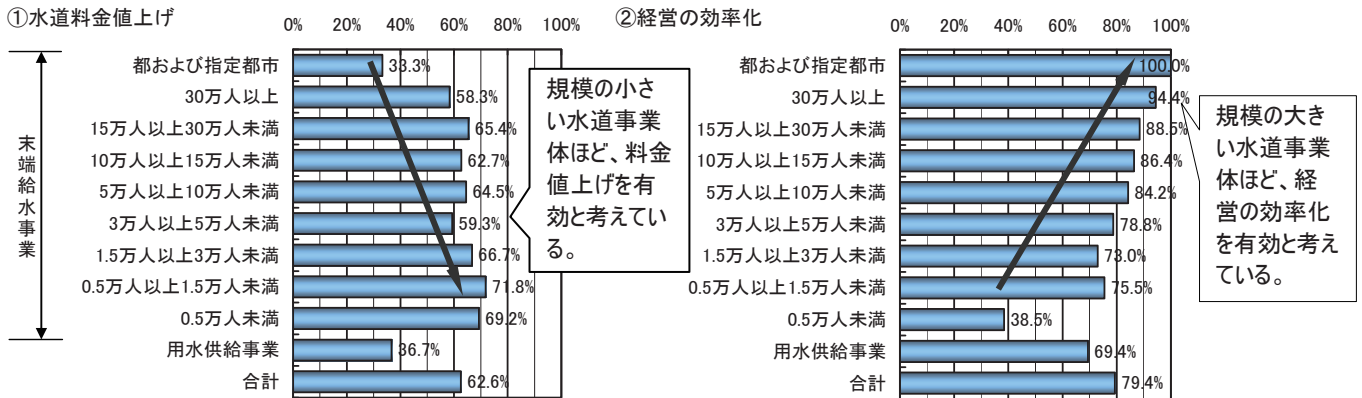 ①水道料金値上げ
0% 20% 40% 60% 80% 100%
末端給水事業
都および指定都市 33.3%
30万人以上 58.3%
15万人以上30万人未満 65.4%
10万人以上15万人未満 62.7%
5万人以上10万人未満 64.5%
3万人以上5万人未満 59.3%
1.5万人以上3万人未満 66.7%
0.5万人以上1.5万人未満 71.8%
0.5万人未満 69.2%
用水供給事業 36.7%
合計 62.6%
規模の小さ
い水道事業
体ほど、料金
値上げを有
効と考えてい
る。
②経営の効率化
0% 20% 40% 60% 80% 100%
都および指定都市 100.0%
30万人以上 94.4%
15万人以上30万人未満 88.5%
10万人以上15万人未満 86.4%
5万人以上10万人未満 84.2%
3万人以上5万人未満 78.8%
1.5万人以上3万人未満 73.0%
0.5万人以上1.5万人未満 75.5%
0.5万人未満 38.5%
用水供給事業 69.4%
合計 79.4%
規模の大き
い水道事業
体ほど、経
営の効率化
を有効と考え
ている。